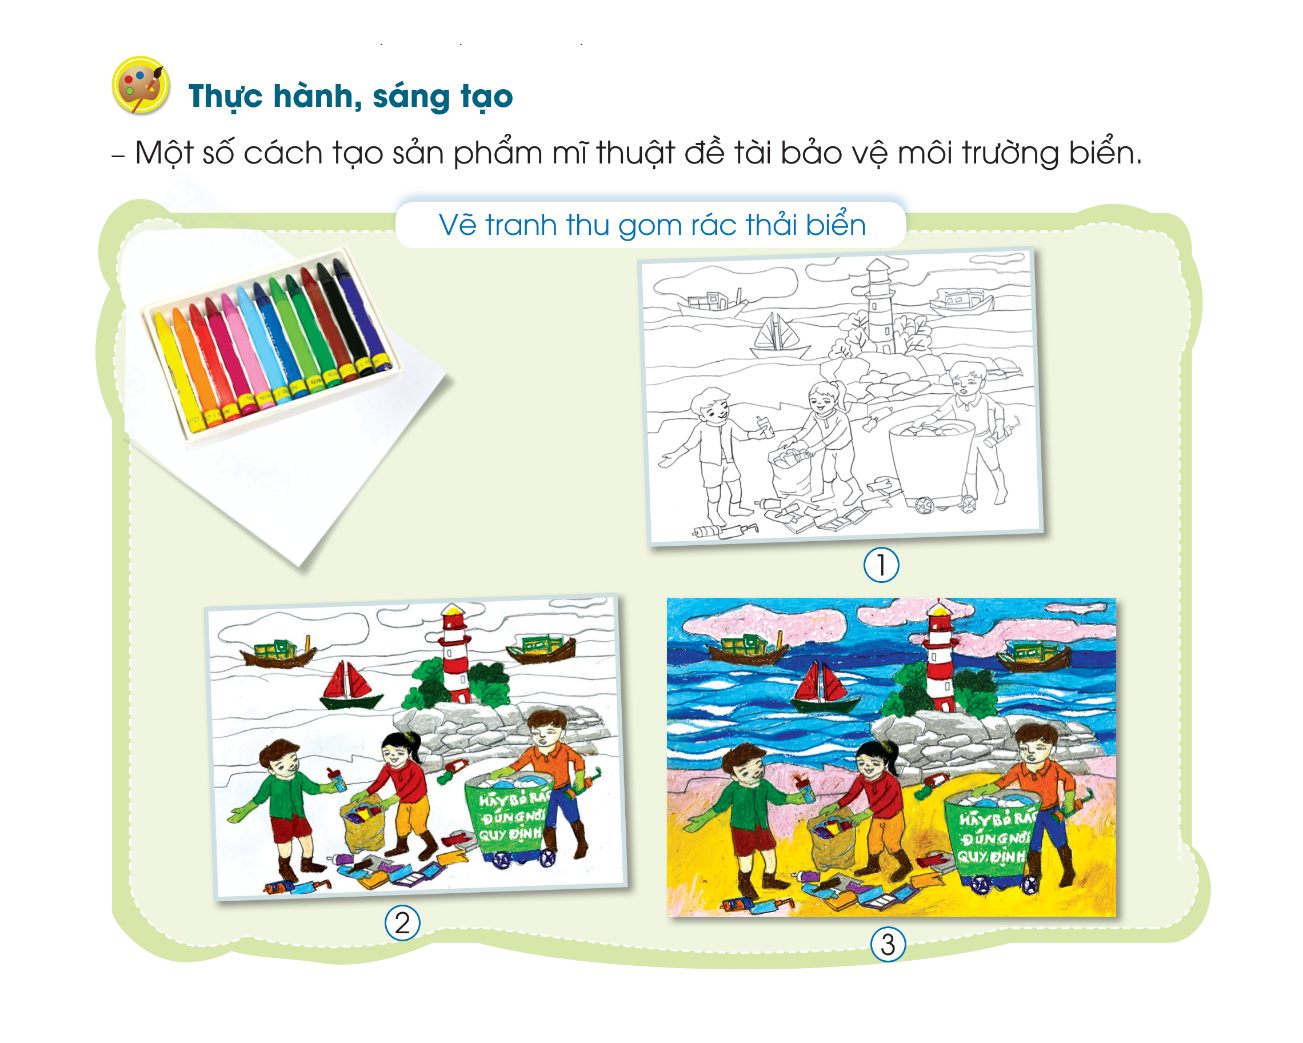 Thực hành, sáng tạo
– Một số cách tạo sản phẩm mĩ thuật đề tài bảo vệ môi trường biển.
Vẽ tranh thu gom rác thải biển
1
HÃY BỎ RÁC
ĐÚNG NƠI
QUY ĐỊNH
2
HÃY BỎ RÁC
ĐÚNG NƠI
QUY ĐỊNH
3